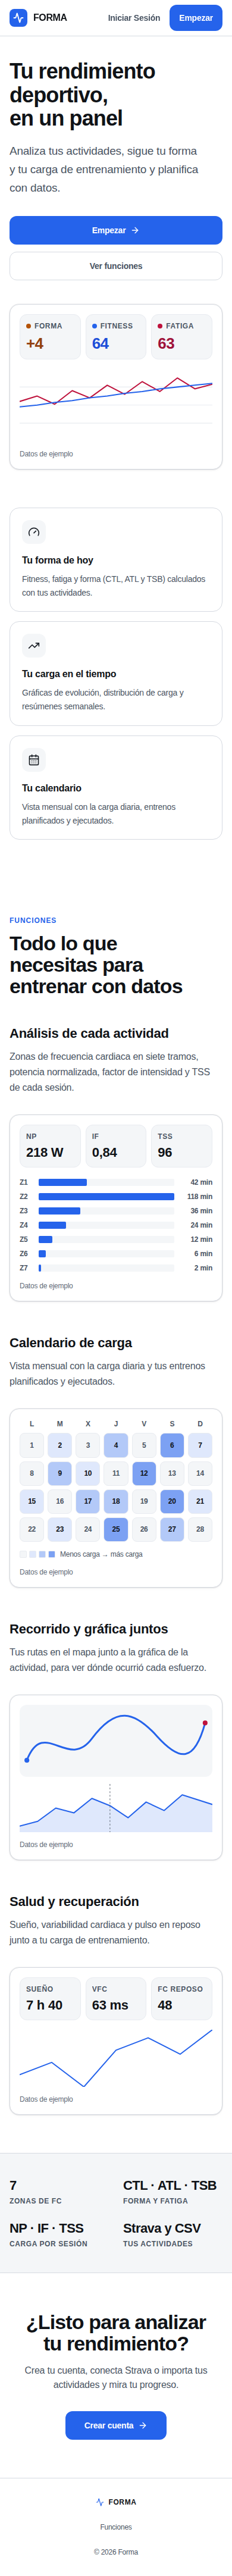 FORMA
Iniciar Sesión
Empezar
Tu rendimiento
deportivo,
en un panel
Analiza tus actividades, sigue tu forma
y tu carga de entrenamiento y planifica
con datos.
Empezar →
Ver funciones
FORMA
FITNESS
FATIGA
+4
64
63
Datos de ejemplo
Tu forma de hoy
Fitness, fatiga y forma (CTL, ATL y TSB) calculados
con tus actividades.
Tu carga en el tiempo
Gráficas de evolución, distribución de carga y
resúmenes semanales.
Tu calendario
Vista mensual con la carga diaria, entrenos
planificados y ejecutados.
FUNCIONES
Todo lo que
necesitas para
entrenar con datos
Análisis de cada actividad
Zonas de frecuencia cardiaca en siete tramos,
potencia normalizada, factor de intensidad y TSS
de cada sesión.
NP
IF
TSS
218 W
0,84
96
Z1 42 min
Z2 118 min
Z3 36 min
Z4 24 min
Z5 12 min
Z6 6 min
Z7 2 min
Datos de ejemplo
Calendario de carga
Vista mensual con la carga diaria y tus entrenos
planificados y ejecutados.
L M X J V S D
1 2 3 4 5 6 7
8 9 10 11 12 13 14
15 16 17 18 19 20 21
22 23 24 25 26 27 28
Menos carga → más carga
Datos de ejemplo
Recorrido y gráfica juntos
Tus rutas en el mapa junto a la gráfica de la
actividad, para ver dónde ocurrió cada esfuerzo.
Datos de ejemplo
Salud y recuperación
Sueño, variabilidad cardiaca y pulso en reposo
junto a tu carga de entrenamiento.
SUEÑO
VFC
FC REPOSO
7 h 40
63 ms
48
Datos de ejemplo
7
ZONAS DE FC
CTL · ATL · TSB
FORMA Y FATIGA
NP · IF · TSS
CARGA POR SESIÓN
Strava y CSV
TUS ACTIVIDADES
¿Listo para analizar
tu rendimiento?
Crea tu cuenta, conecta Strava o importa tus
actividades y mira tu progreso.
Crear cuenta →
FORMA
Funciones
© 2026 Forma